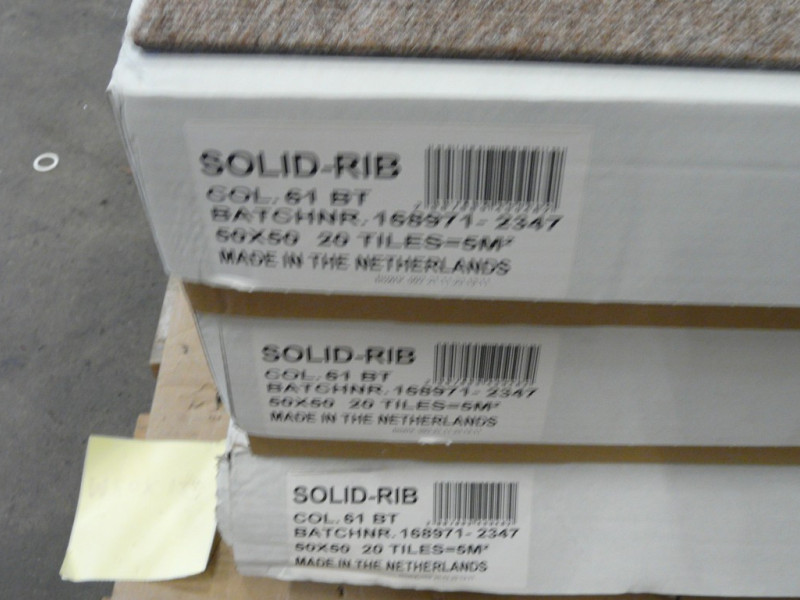 SOLID-RIB
COL. 61 BT
BATCHNR. 168971- 2347
50X50 20 TILES=5M²
MADE IN THE NETHERLANDS
SOLID-RIB
COL. 61 BT
BATCHNR. 168971- 2347
50X50 20 TILES=5M²
MADE IN THE NETHERLANDS
SOLID-RIB
COL. 61 BT
BATCHNR. 168971- 2347
50X50 20 TILES=5M²
MADE IN THE NETHERLANDS